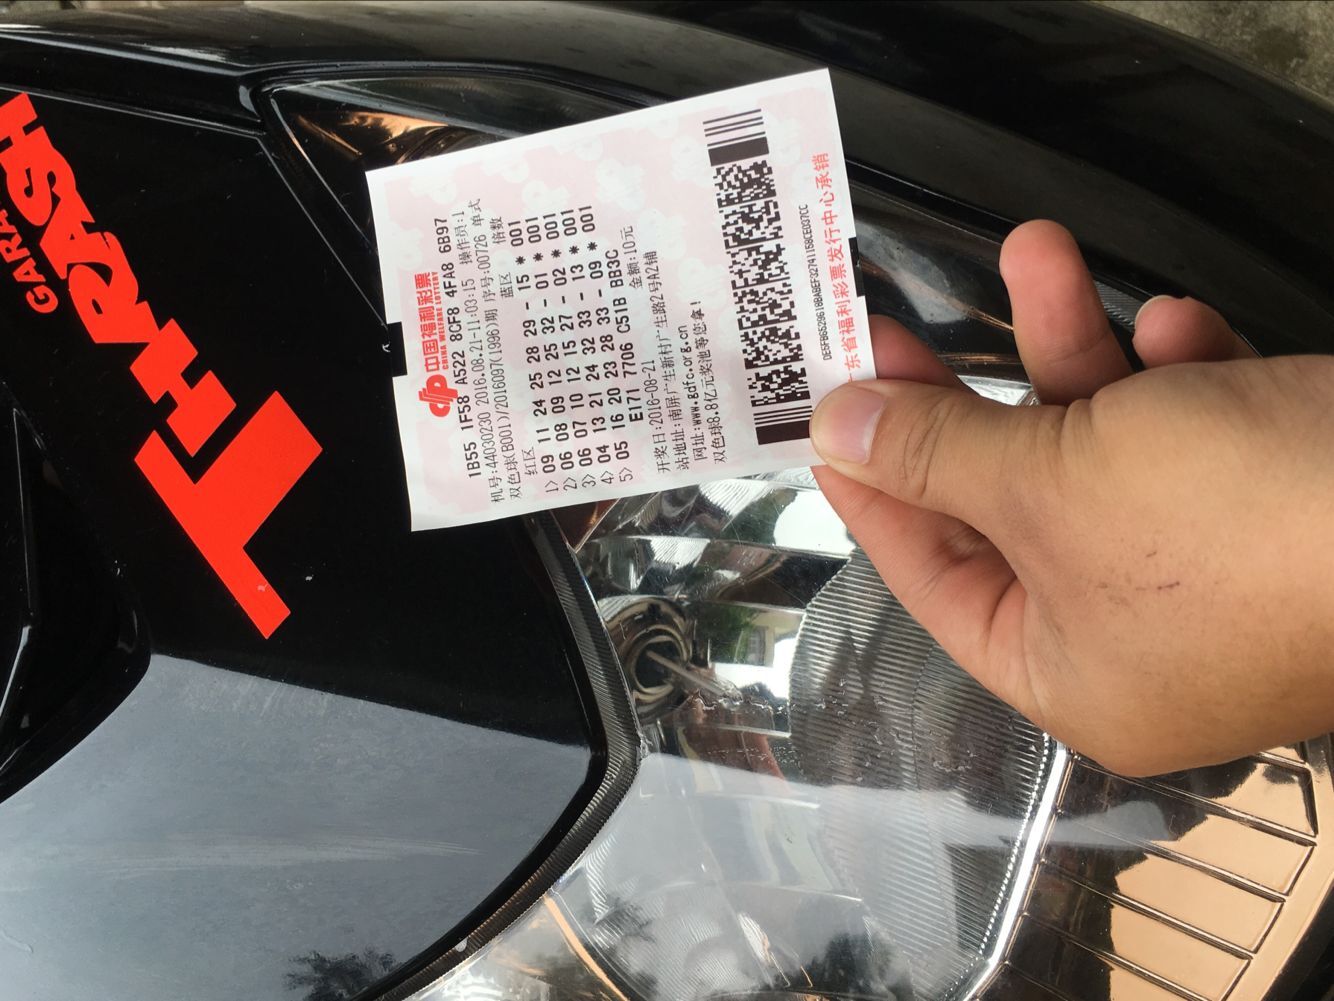 GARA
THRASH
中国福利彩票
CHINA WELFARE LOTTERY
1B55 1F58 A522 8CF8 4FA8 6B97
机号:44030230 2016.08.21-11:03:15 操作员:1
双色球(B001)/2016097(1996)期 序号:00726 单式
红区 蓝区 倍数
1> 09 11 24 25 28 29 - 15 * 001
2> 06 08 09 12 25 32 - 01 * 001
3> 06 07 10 12 15 27 - 02 * 001
4> 04 13 21 24 32 33 - 13 * 001
5> 05 16 20 23 28 33 - 09 * 001
E171 7706 C51B BB3C
开奖日:2016-08-21 金额:10元
站地址:南屏广生新村广生路2号A2铺
网址:www.gdfc.org.cn
双色球8.8亿元奖池等您拿!
东省福利彩票发行中心承销